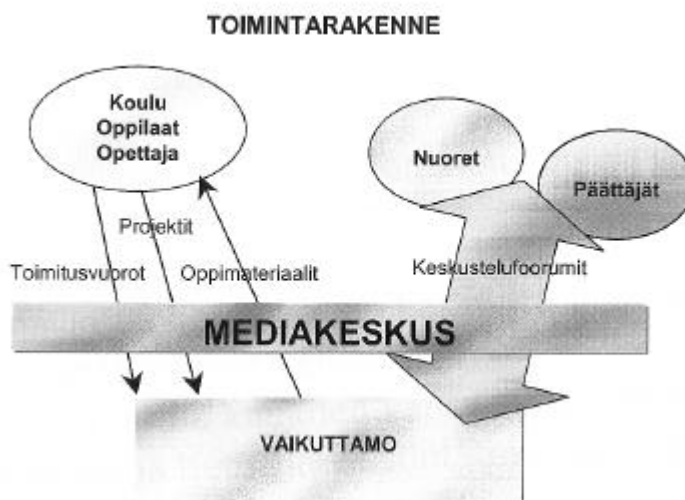 TOIMINTARAKENNE
Koulu
Oppilaat
Opettaja
Nuoret
Päättäjät
Projektit
Toimitusvuorot
Oppimateriaalit
Keskustelufoorumit
MEDIAKESKUS
VAIKUTTAMO